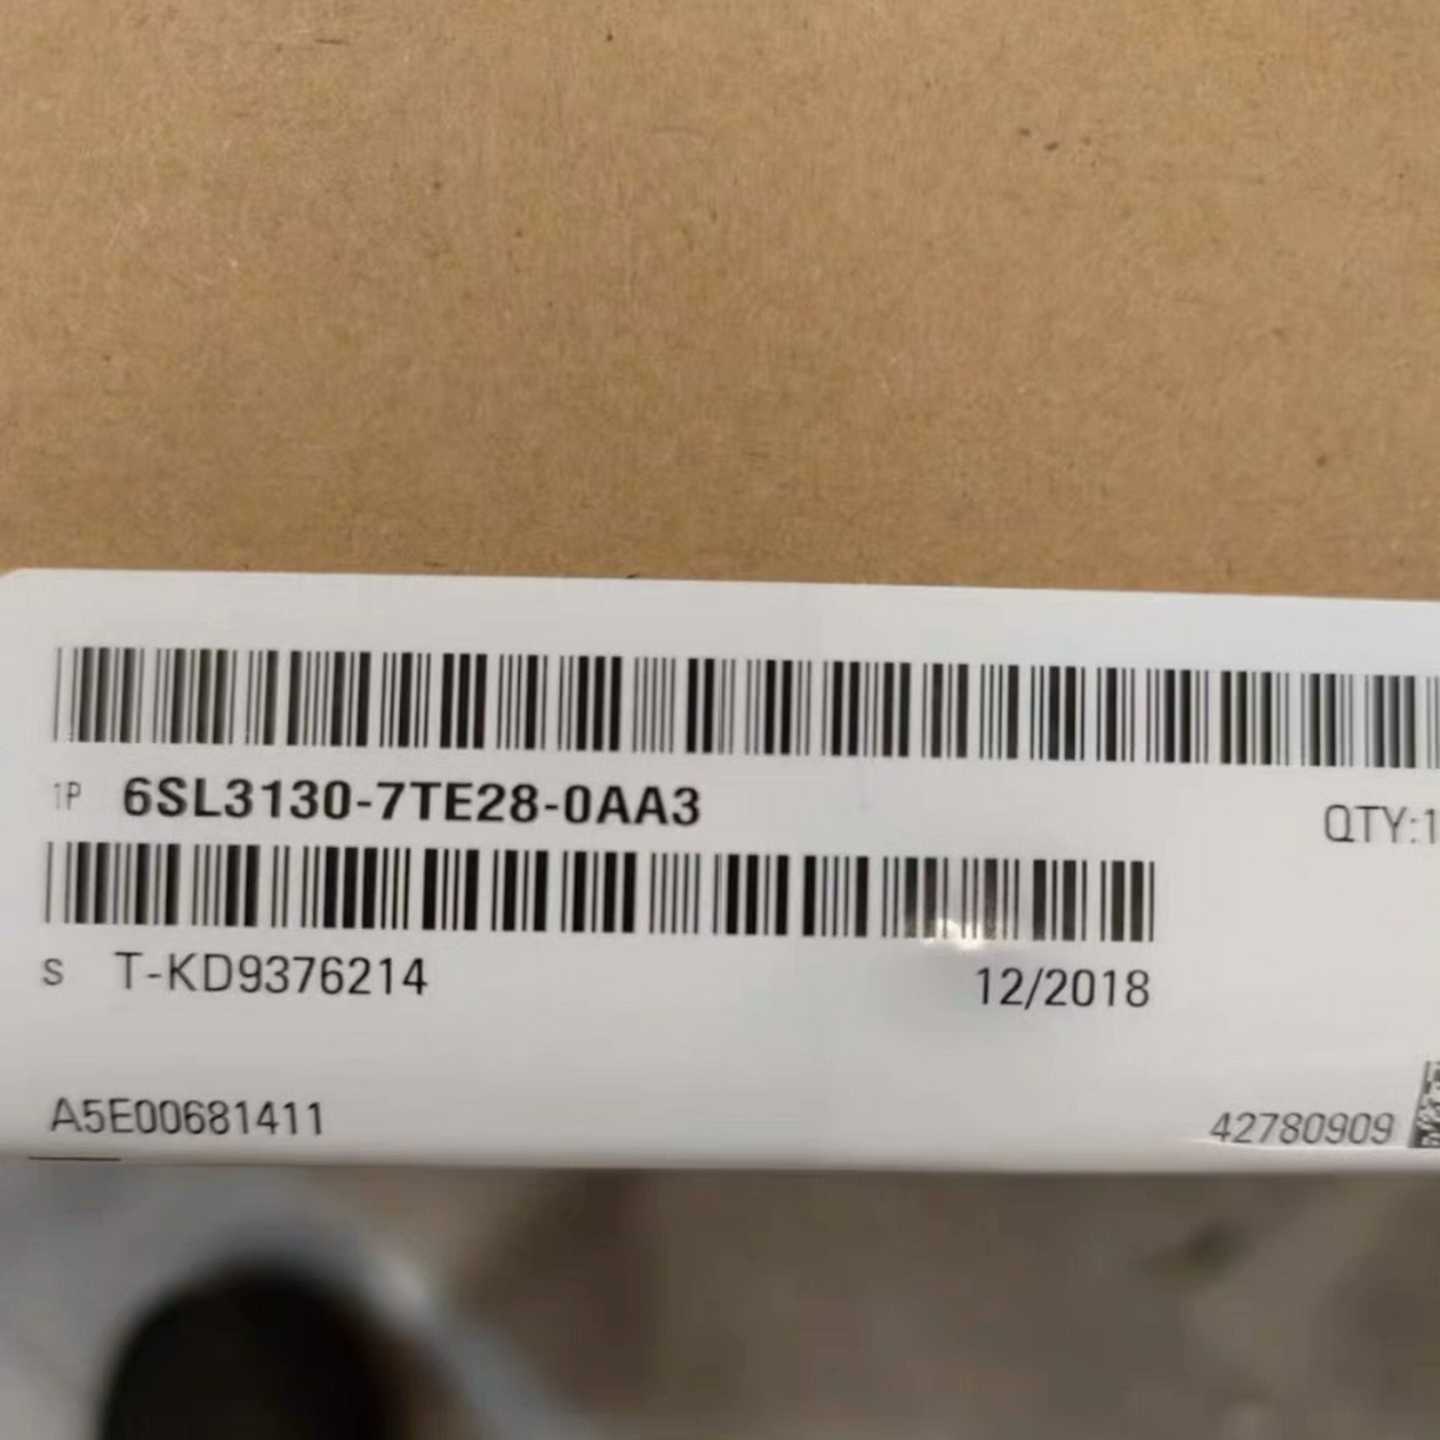 1P 6SL3130-7TE28-0AA3 QTY:1
S T-KD9376214 12/2018
A5E00681411 42780909